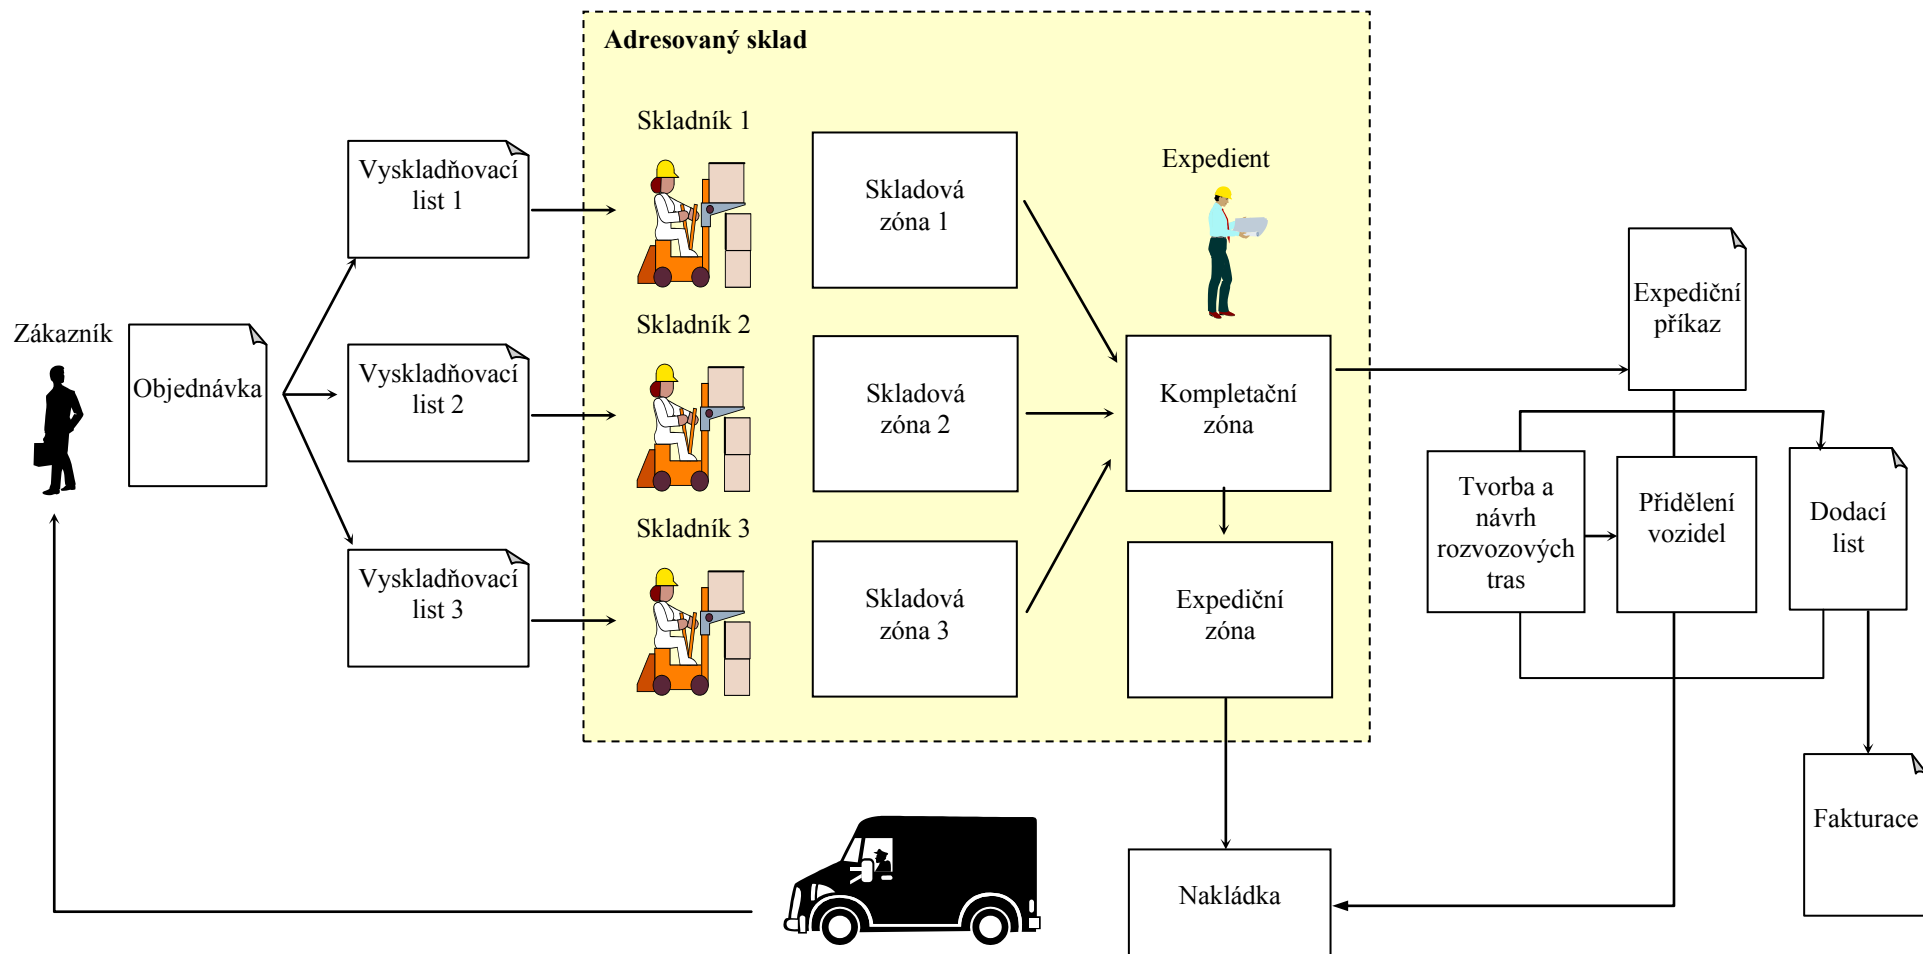 Adresovaný sklad
Zákazník
Objednávka
Vyskladňovací
list 1
Vyskladňovací
list 2
Vyskladňovací
list 3
Skladník 1
Skladník 2
Skladník 3
Skladová
zóna 1
Skladová
zóna 2
Skladová
zóna 3
Expedient
Kompletační
zóna
Expediční
zóna
Nakládka
Expediční
příkaz
Tvorba a
návrh
rozvozových
tras
Přidělení
vozidel
Dodací
list
Fakturace